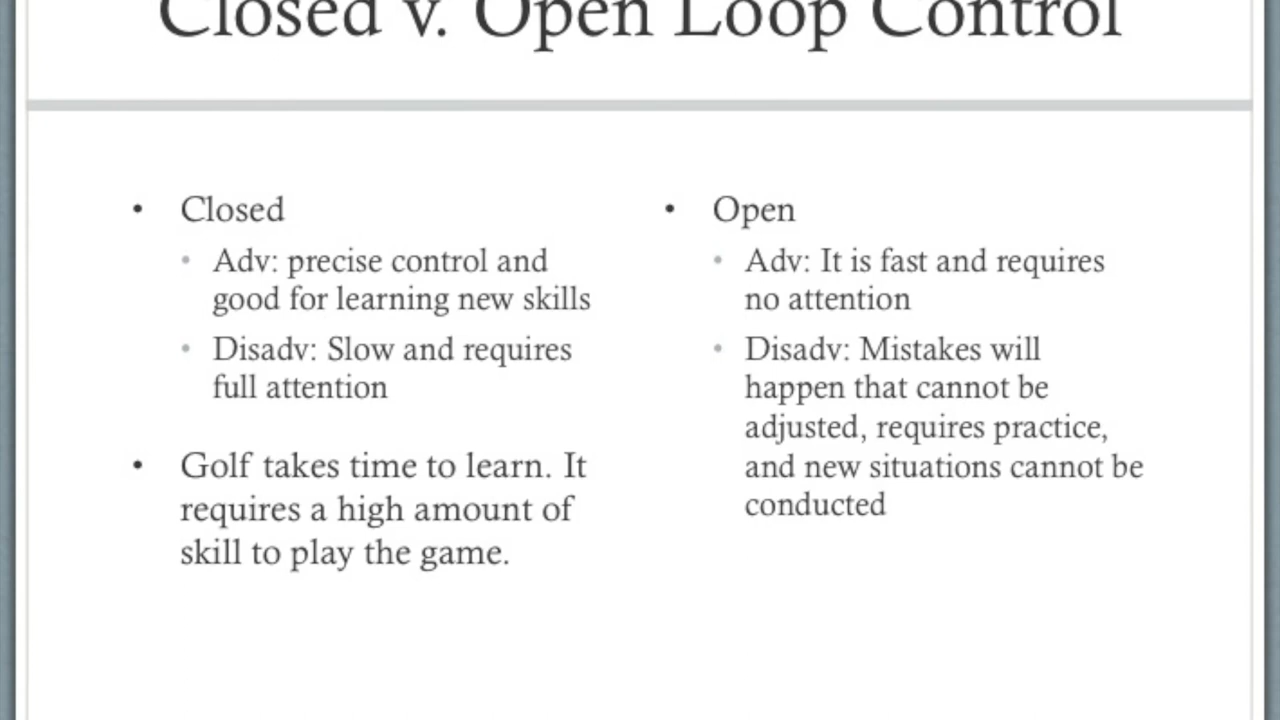 Closed v. Open Loop Control
• Closed
• Adv: precise control and
good for learning new skills
• Disadv: Slow and requires
full attention
• Golf takes time to learn. It
requires a high amount of
skill to play the game.
• Open
• Adv: It is fast and requires
no attention
• Disadv: Mistakes will
happen that cannot be
adjusted, requires practice,
and new situations cannot be
conducted